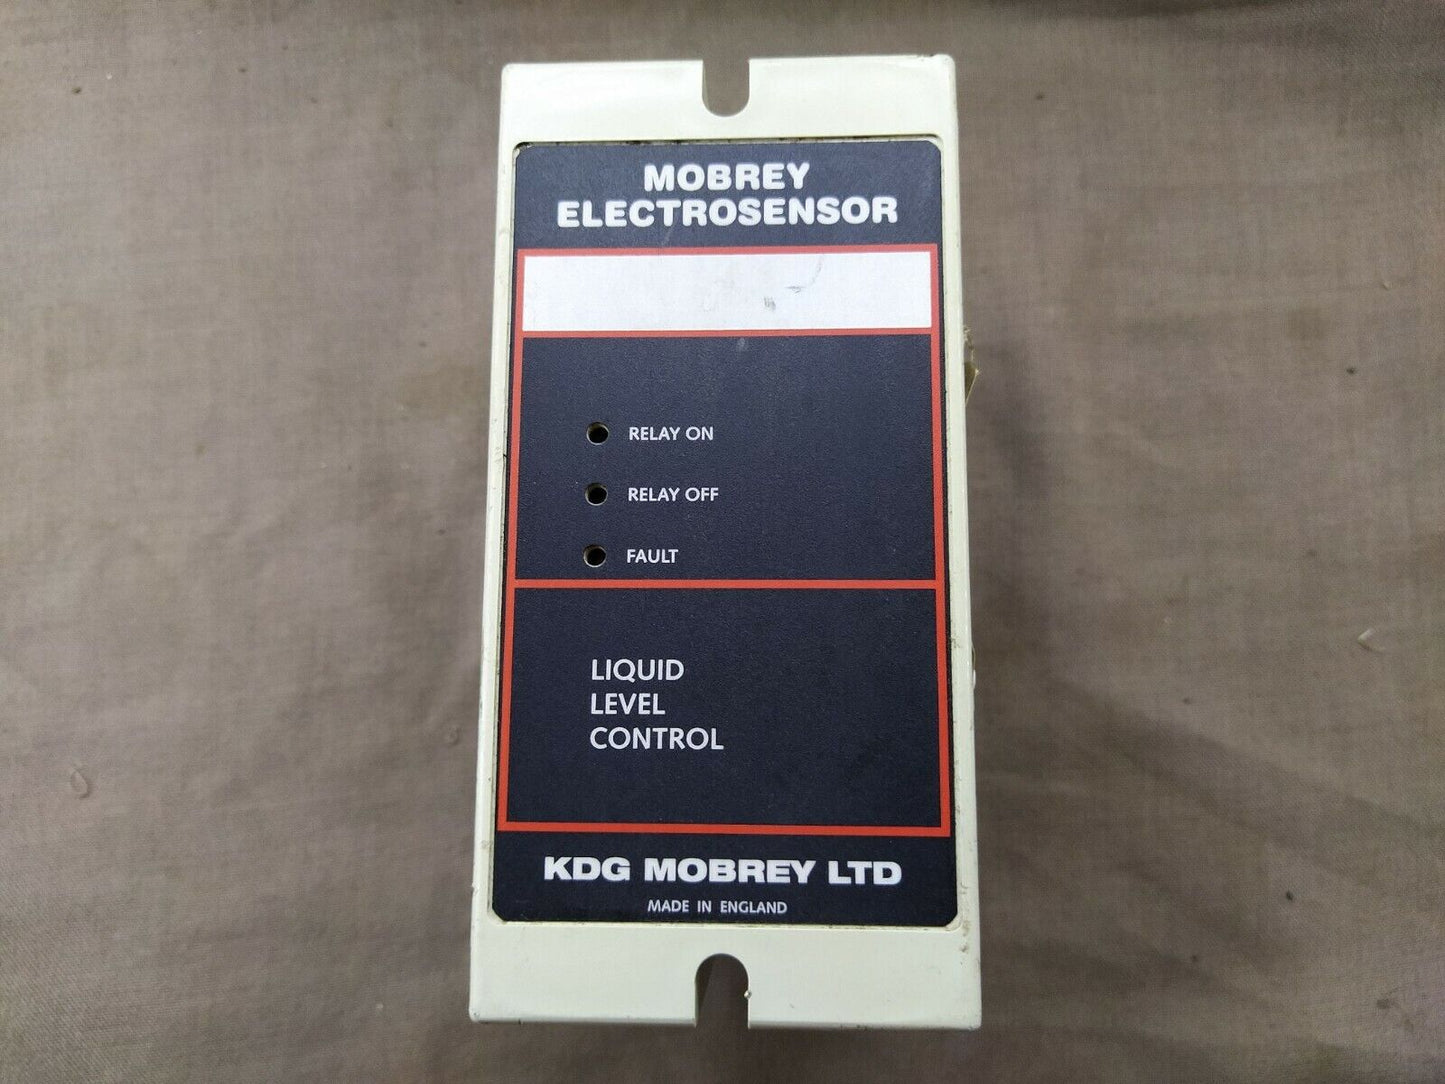 MOBREY
ELECTROSENSOR
RELAY ON
RELAY OFF
FAULT
LIQUID
LEVEL
CONTROL
KDG MOBREY LTD
MADE IN ENGLAND